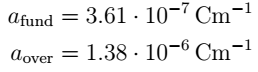 a_fund = 3.61 · 10⁻⁷ Cm⁻¹
a_over = 1.38 · 10⁻⁶ Cm⁻¹